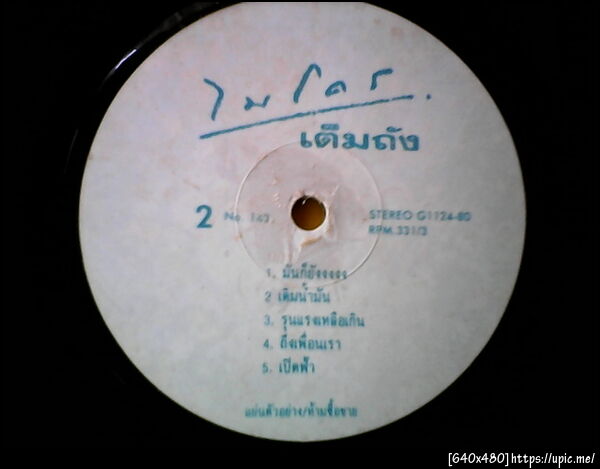 ไมโคร
เต็มถัง
2 No. 142
STEREO G1124-80
RPM. 331/3
1. มันก็ยังงงงง
2 เติมน้ำมัน
3. รุนแรงเหลือเกิน
4. ถึงเพื่อนเรา
5. เปิดฟ้า
แผ่นตัวอย่าง/ห้ามซื้อขาย
[640x480]https://upic.me/